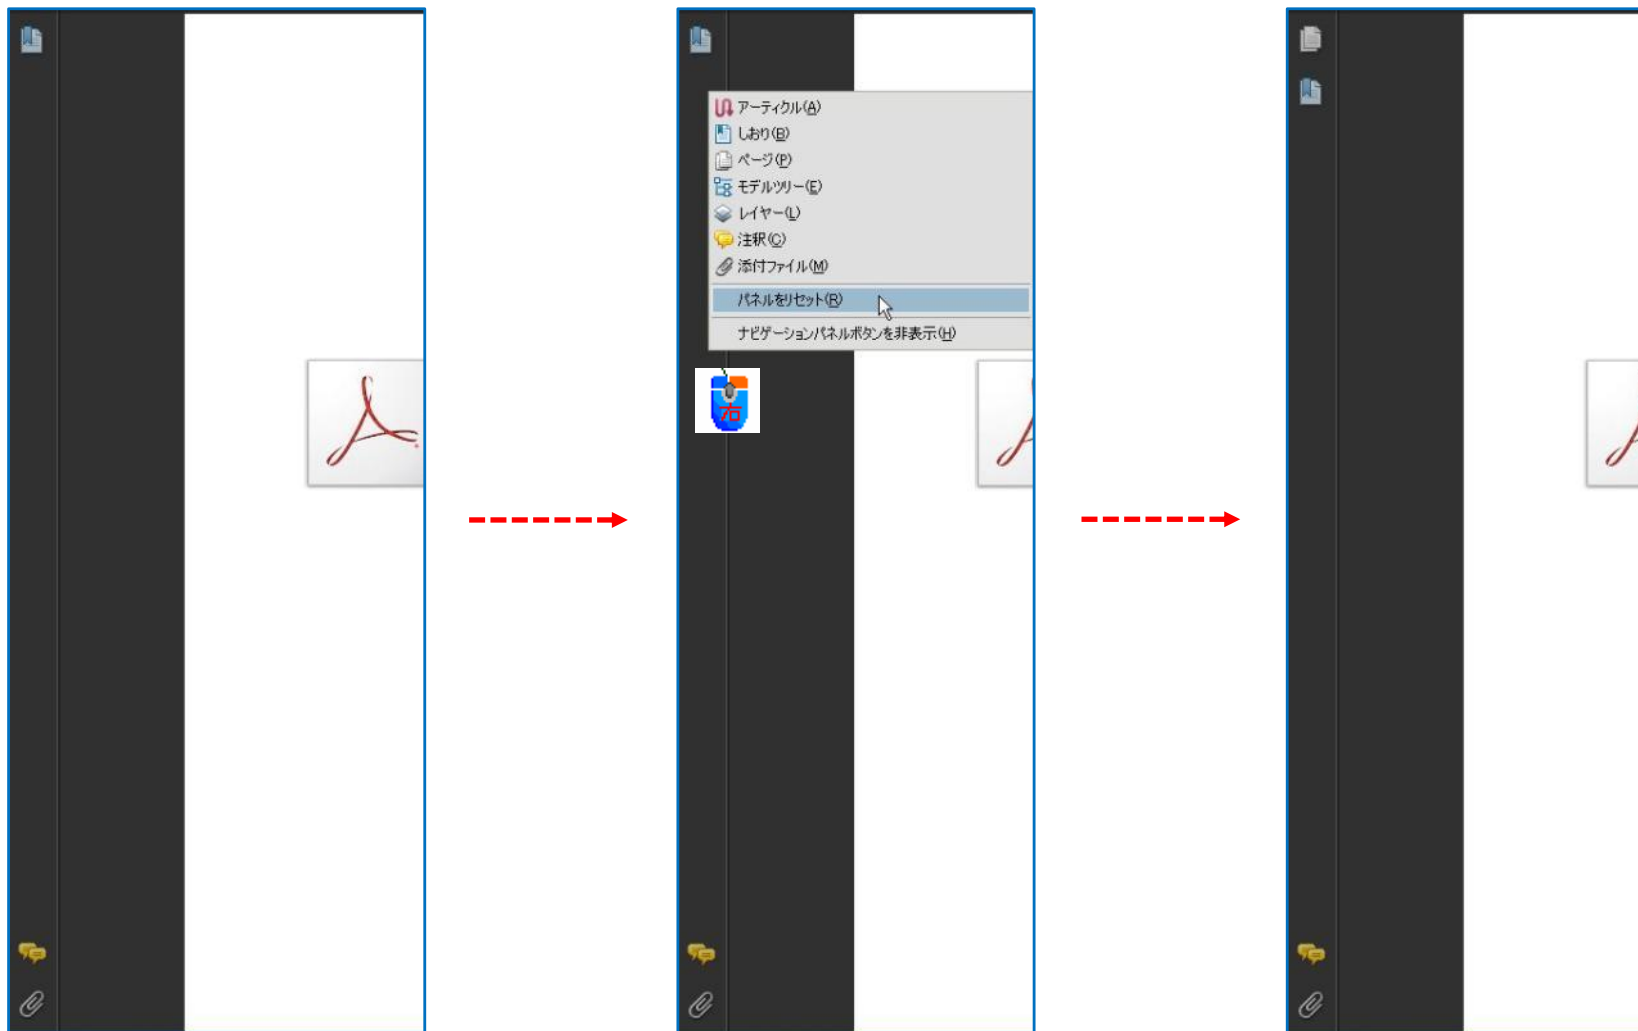 アーティクル(A)
しおり(B)
ページ(P)
モデルツリー(E)
レイヤー(L)
注釈(C)
添付ファイル(M)
パネルをリセット(R)
ナビゲーションパネルボタンを非表示(H)
右